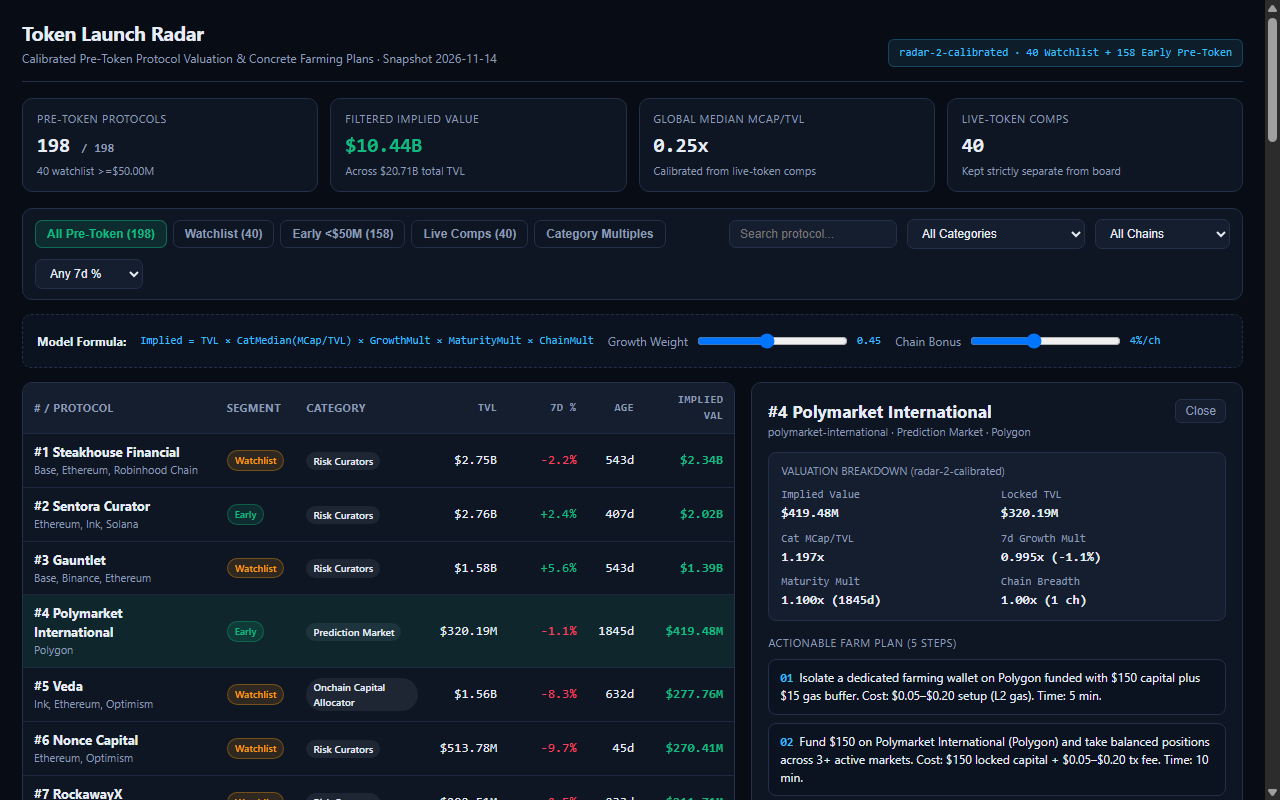 Token Launch Radar
Calibrated Pre-Token Protocol Valuation & Concrete Farming Plans · Snapshot 2026-11-14
radar-2-calibrated · 40 Watchlist + 158 Early Pre-Token
PRE-TOKEN PROTOCOLS
198 / 198
40 watchlist >=$50.00M
FILTERED IMPLIED VALUE
$10.44B
Across $20.71B total TVL
GLOBAL MEDIAN MCAP/TVL
0.25x
Calibrated from live-token comps
LIVE-TOKEN COMPS
40
Kept strictly separate from board
All Pre-Token (198)
Watchlist (40)
Early <$50M (158)
Live Comps (40)
Category Multiples
Search protocol...
All Categories
All Chains
Any 7d %
Model Formula: Implied = TVL × CatMedian(MCap/TVL) × GrowthMult × MaturityMult × ChainMult
Growth Weight 0.45
Chain Bonus 4%/ch
# / PROTOCOL SEGMENT CATEGORY TVL 7D % AGE IMPLIED
VAL
#1 Steakhouse Financial
Base, Ethereum, Robinhood Chain
Watchlist Risk Curators $2.75B -2.2% 543d $2.34B
#2 Sentora Curator
Ethereum, Ink, Solana
Early Risk Curators $2.76B +2.4% 407d $2.02B
#3 Gauntlet
Base, Binance, Ethereum
Watchlist Risk Curators $1.58B +5.6% 543d $1.39B
#4 Polymarket
International
Polygon
Early Prediction Market $320.19M -1.1% 1845d $419.48M
#5 Veda
Ink, Ethereum, Optimism
Watchlist Onchain Capital
Allocator $1.56B -8.3% 632d $277.76M
#6 Nonce Capital
Ethereum, Optimism
Watchlist Risk Curators $513.78M -9.7% 45d $270.41M
#7 RockawayX
#4 Polymarket International
Close
polymarket-international · Prediction Market · Polygon
VALUATION BREAKDOWN (radar-2-calibrated)
Implied Value
$419.48M
Locked TVL
$320.19M
Cat MCap/TVL
1.197x
7d Growth Mult
0.995x (-1.1%)
Maturity Mult
1.100x (1845d)
Chain Breadth
1.00x (1 ch)
ACTIONABLE FARM PLAN (5 STEPS)
01 Isolate a dedicated farming wallet on Polygon funded with $150 capital plus
$15 gas buffer. Cost: $0.05–$0.20 setup (L2 gas). Time: 5 min.
02 Fund $150 on Polymarket International (Polygon) and take balanced positions
across 3+ active markets. Cost: $150 locked capital + $0.05–$0.20 tx fee. Time: 10
min.